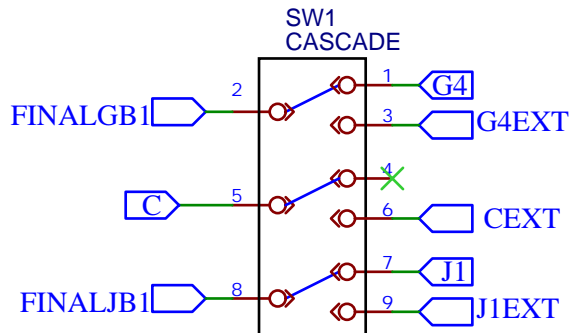 SW1
CASCADE
1
G4
2
FINALGB1
3
G4EXT
4
5
C
6
CEXT
7
J1
8
FINALJB1
9
J1EXT